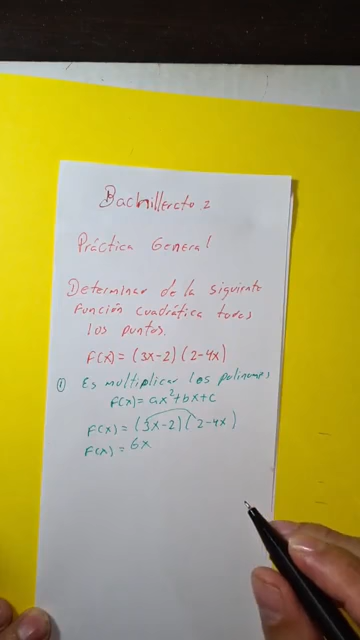 Bachillercto 2
Práctica General
Determinar de la siguiente
función cuadrática todos
los puntos.
F(x) = (3x-2) (2-4x)
① Es multiplicar los polinomes
F(x) = ax²+bx+c
F(x) = (3x-2) (2-4x)
F(x) = 6x